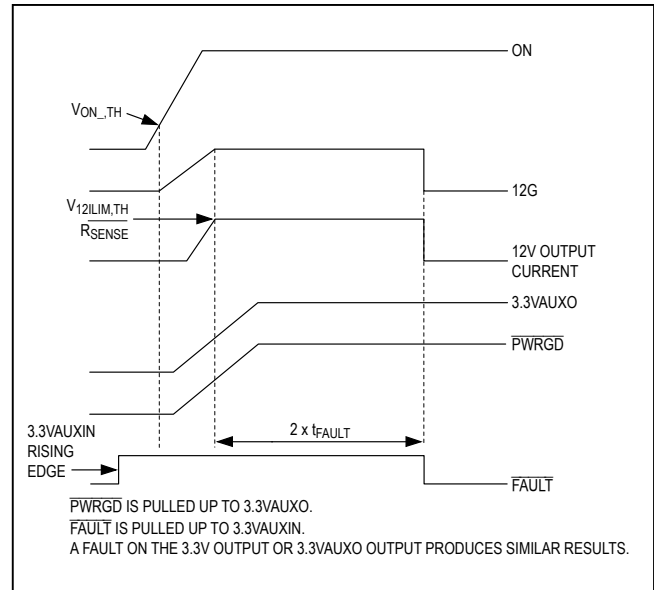 ON
VON_,TH
12G
V12ILIM,TH
RSENSE
12V OUTPUT
CURRENT
3.3VAUXO
PWRGD
3.3VAUXIN
RISING
EDGE
2 x tFAULT
FAULT
PWRGD IS PULLED UP TO 3.3VAUXO.
FAULT IS PULLED UP TO 3.3VAUXIN.
A FAULT ON THE 3.3V OUTPUT OR 3.3VAUXO OUTPUT PRODUCES SIMILAR RESULTS.